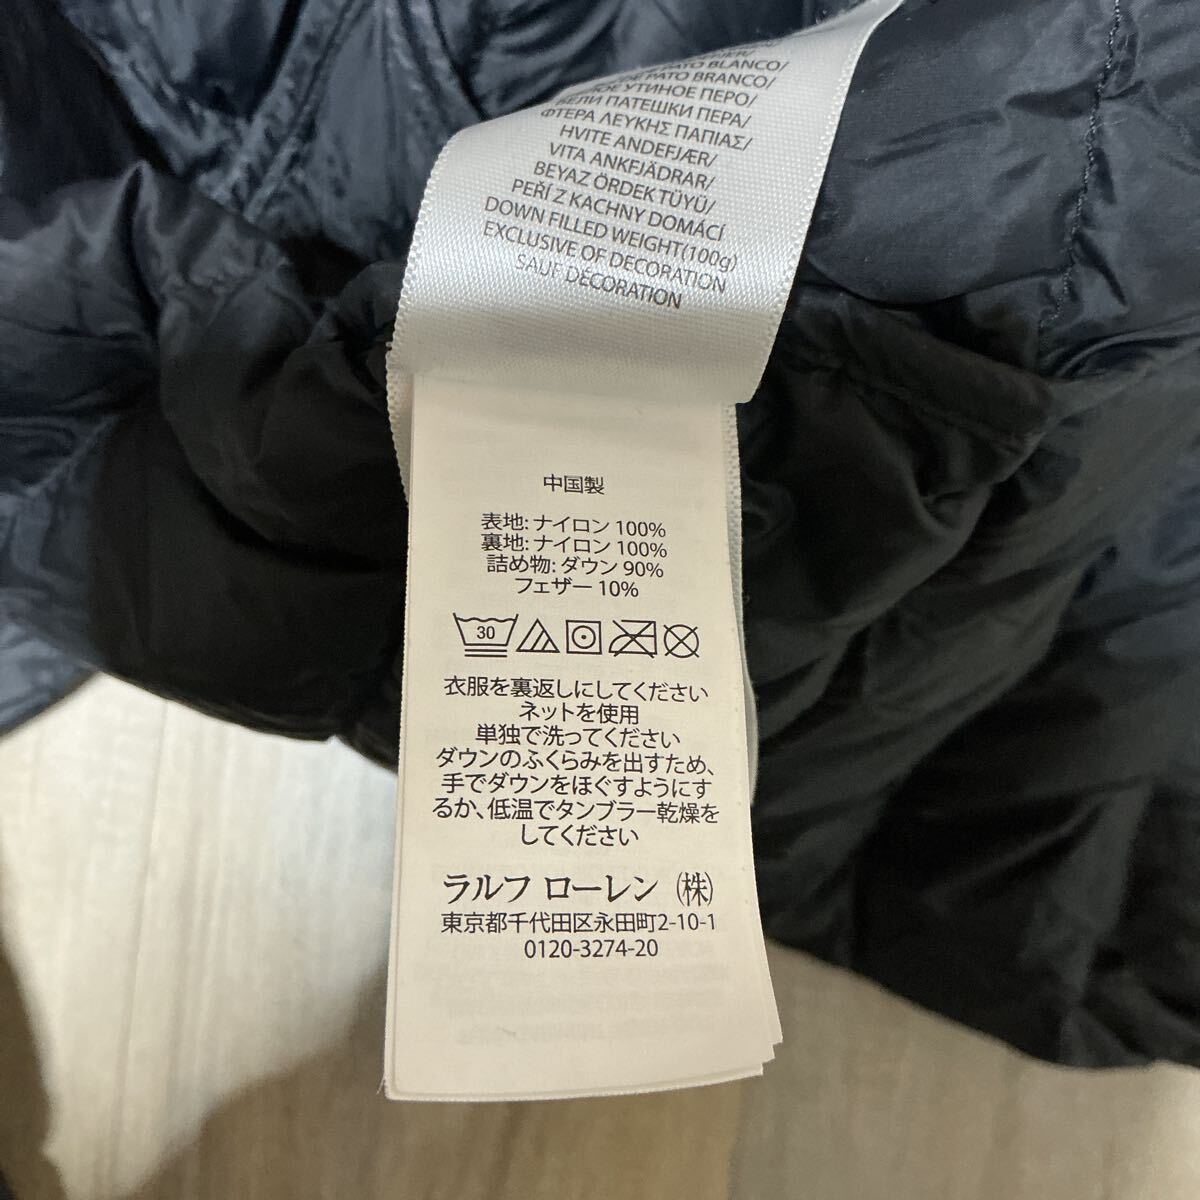 PATO BLANCO/
DE PATO BRANCO/
УТИНОЕ ПЕРО/
БЕЛИ ПАТЕШКИ ПЕРА/
ΦΤΕΡΑ ΛΕΥΚΗΣ ΠΑΠΙΑΣ/
HVITE ANDEFJÆR/
VITA ANKFJÄDRAR/
BEYAZ ÖRDEK TÜYÜ/
PEŘÍ Z KACHNY DOMÁCÍ
DOWN FILLED WEIGHT(100g)
EXCLUSIVE OF DECORATION
SAUF DÉCORATION
中国製
表地: ナイロン 100%
裏地: ナイロン 100%
詰め物: ダウン 90%
フェザー 10%
30
衣服を裏返しにしてください
ネットを使用
単独で洗ってください
ダウンのふくらみを出すため、
手でダウンをほぐすようにす
るか、低温でタンブラー乾燥を
してください
ラルフ ローレン ㈱
東京都千代田区永田町2-10-1
0120-3274-20